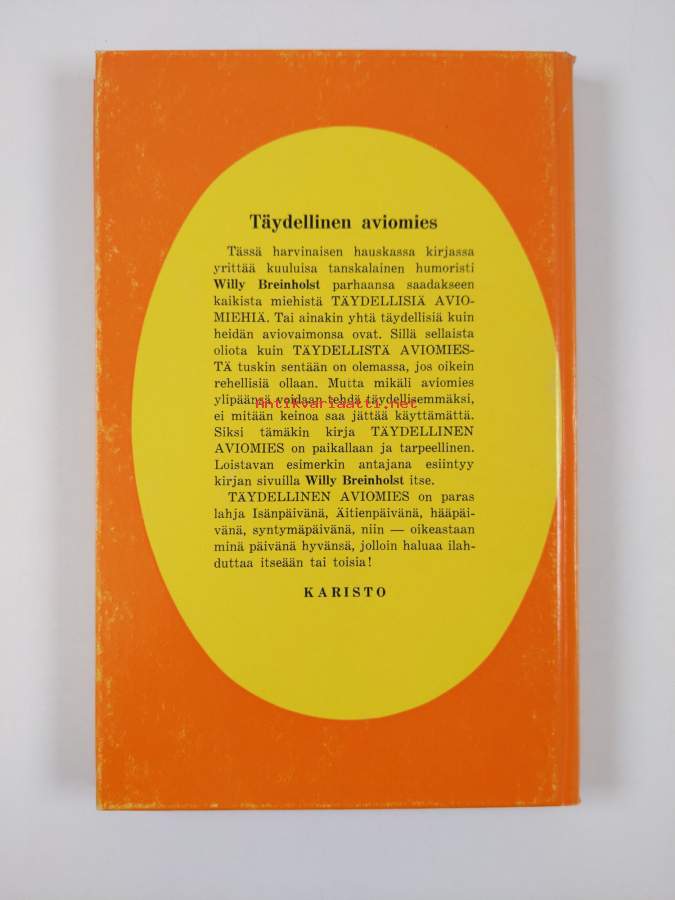 Täydellinen aviomies
Tässä harvinaisen hauskassa kirjassa
yrittää kuuluisa tanskalainen humoristi
Willy Breinholst parhaansa saadakseen
kaikista miehistä TÄYDELLISIÄ AVIO-
MIEHIÄ. Tai ainakin yhtä täydellisiä kuin
heidän aviovaimonsa ovat. Sillä sellaista
oliota kuin TÄYDELLISTÄ AVIOMIES-
TÄ tuskin sentään on olemassa, jos oikein
rehellisiä ollaan. Mutta mikäli aviomies
ylipäänsä voidaan tehdä täydellisemmäksi,
Antikvariaatti.net
ei mitään keinoa saa jättää käyttämättä.
Siksi tämäkin kirja TÄYDELLINEN
AVIOMIES on paikallaan ja tarpeellinen.
Loistavan esimerkin antajana esiintyy
kirjan sivuilla Willy Breinholst itse.
TÄYDELLINEN AVIOMIES on paras
lahja Isänpäivänä, Äitienpäivänä, hääpäi-
vänä, syntymäpäivänä, niin — oikeastaan
minä päivänä hyvänsä, jolloin haluaa ilah-
duttaa itseään tai toisia!
KARISTO